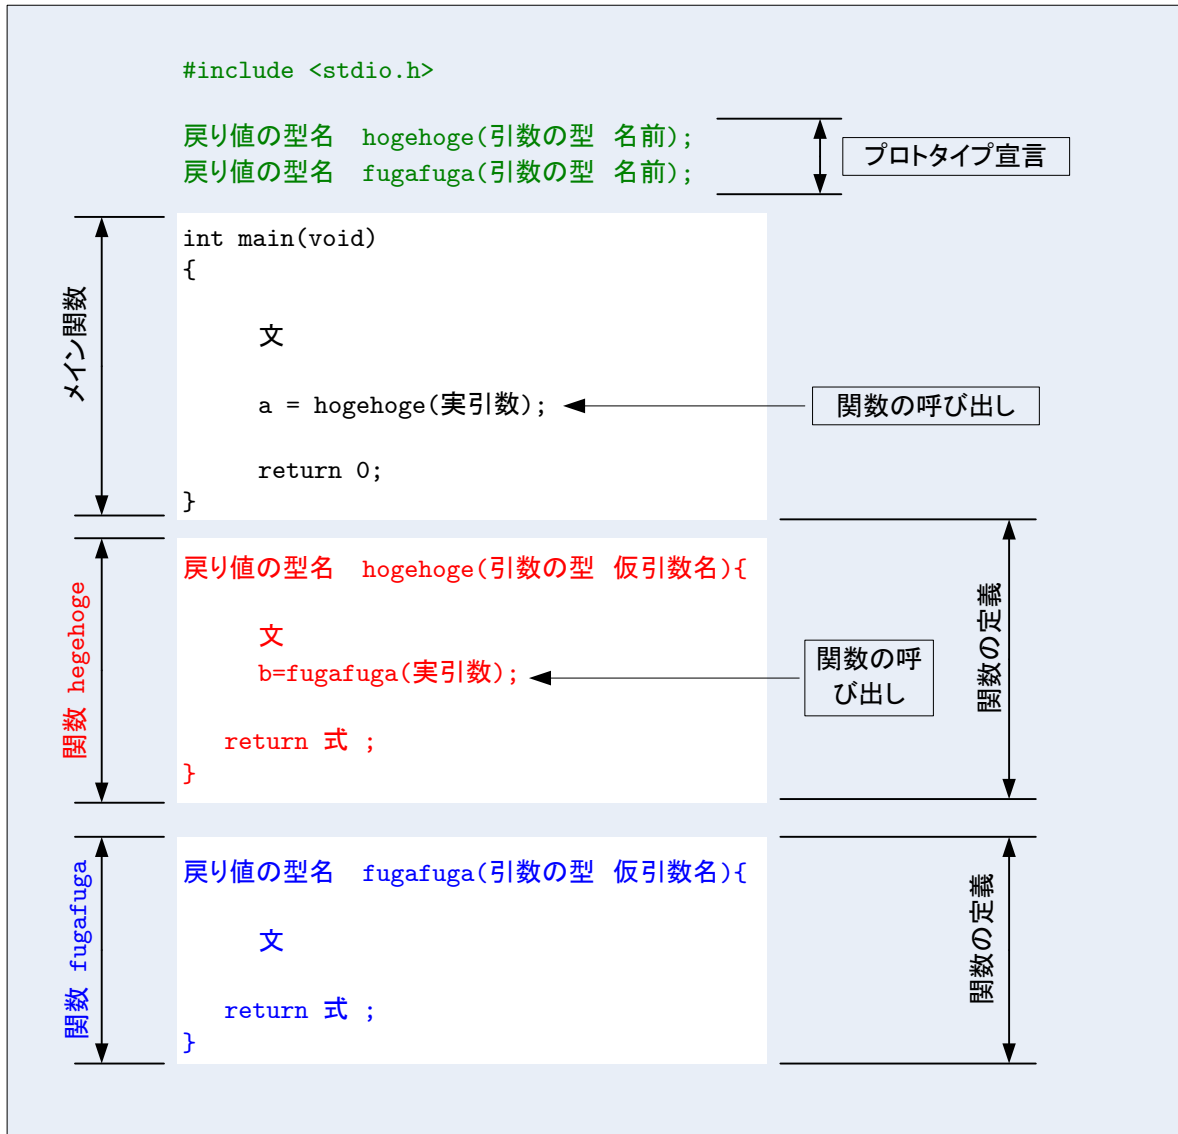 #include <stdio.h>
戻り値の型名 hogehoge(引数の型 名前);
戻り値の型名 fugafuga(引数の型 名前);
プロトタイプ宣言
メイン関数
int main(void)
{
文
a = hogehoge(実引数);
関数の呼び出し
return 0;
}
関数 hegehoge
戻り値の型名 hogehoge(引数の型 仮引数名){
文
b=fugafuga(実引数);
関数の呼
び出し
return 式 ;
}
関数の定義
関数 fugafuga
戻り値の型名 fugafuga(引数の型 仮引数名){
文
return 式 ;
}
関数の定義